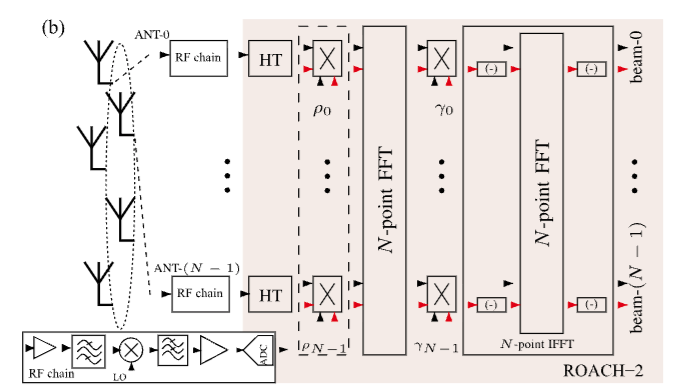 (b)
ANT-0
RF chain
HT
ρ0
N-point FFT
γ0
(-)
N-point FFT
(-)
beam-0
ANT-(N − 1)
RF chain
HT
ρN−1
γN−1
(-)
(-)
N-point IFFT
beam-(N − 1)
RF chain
LO
ADC
ROACH−2